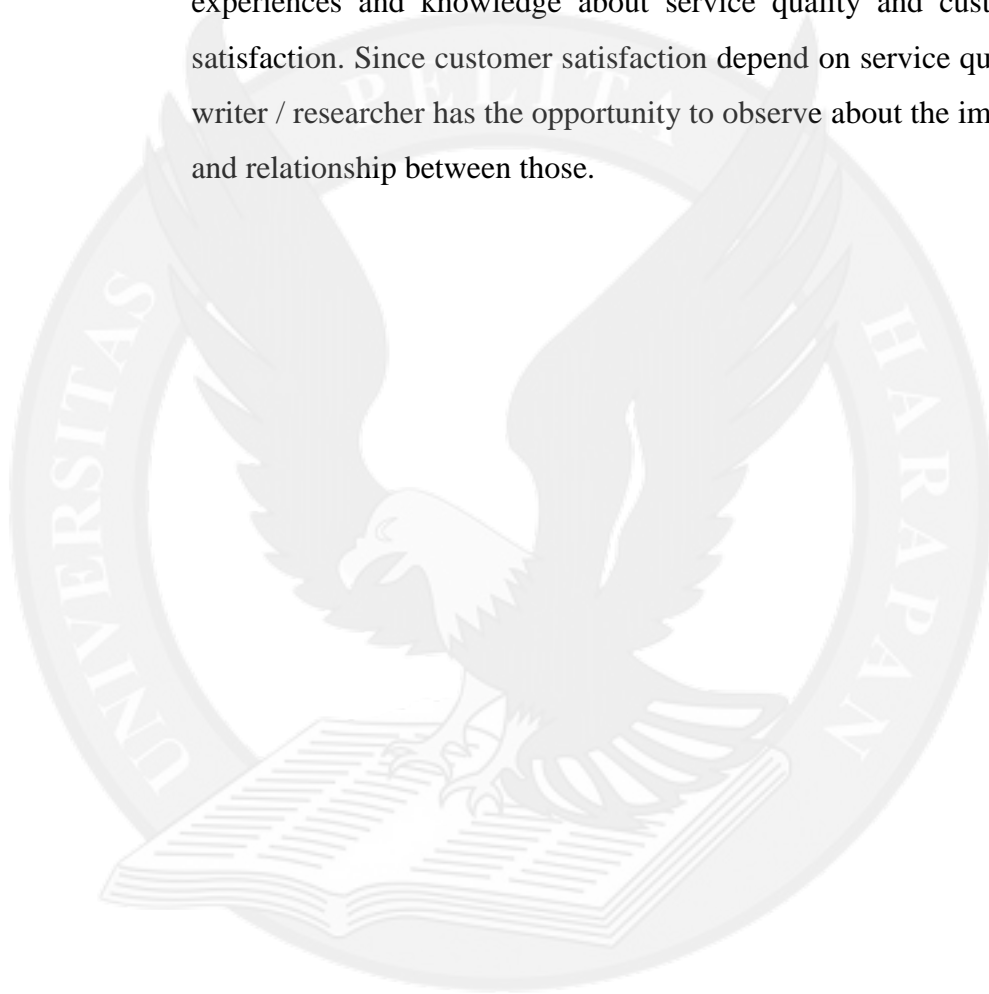 experiences and knowledge about service quality and
satisfaction. Since customer satisfaction depend on service
writer / researcher has the opportunity to observe about the
and relationship between those.
UNIVERSITAS PELITA HARAPAN